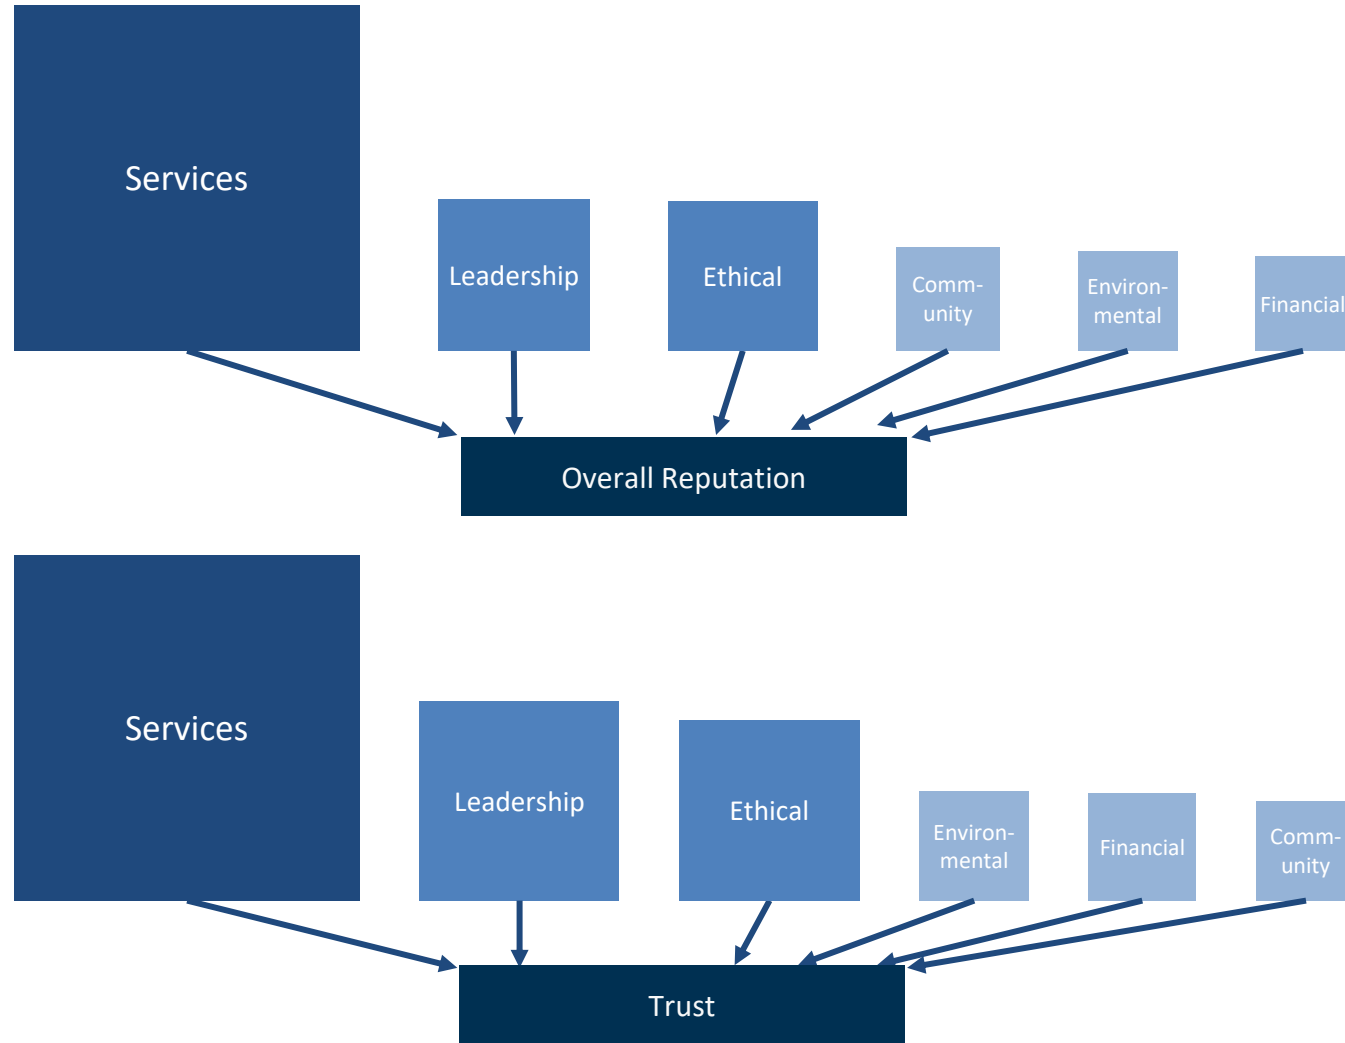 Services
Leadership
Ethical
Comm-
unity
Environ-
mental
Financial
Overall Reputation
Services
Leadership
Ethical
Environ-
mental
Financial
Comm-
unity
Trust